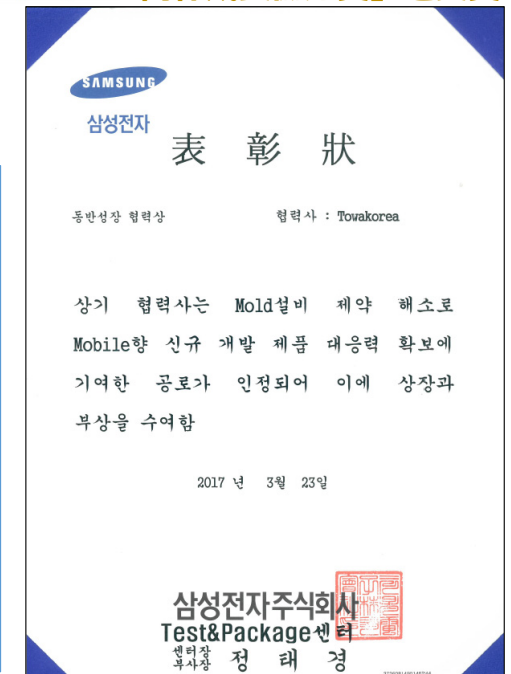 SAMSUNG
삼성전자
表彰狀
동반성장 협력상
협력사 : Towakorea
상기 협력사는 Mold설비 제약 해소로
Mobile향 신규 개발 제품 대응력 확보에
기여한 공로가 인정되어 이에 상장과
부상을 수여함
2017 년 3월 23일
삼성전자주식회사
Test&Package센터
센터장
부사장 정 태 경